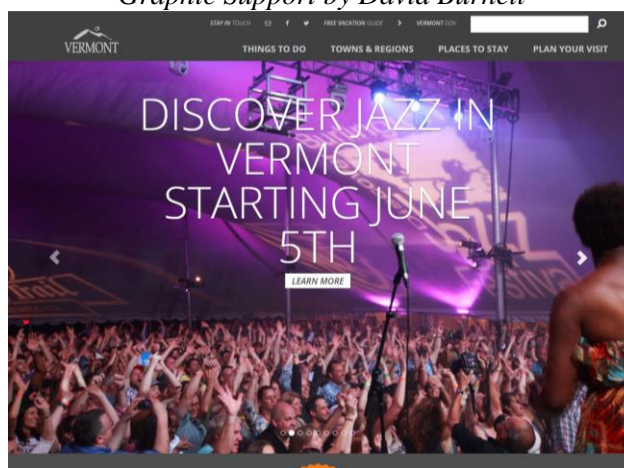 Graphic Support by David Burnett
STAY IN TOUCH FREE VACATION GUIDE VERMONT.GOV
VERMONT
THINGS TO DO TOWNS & REGIONS PLACES TO STAY PLAN YOUR VISIT
DISCOVER JAZZ IN
VERMONT
STARTING JUNE
5TH
LEARN MORE